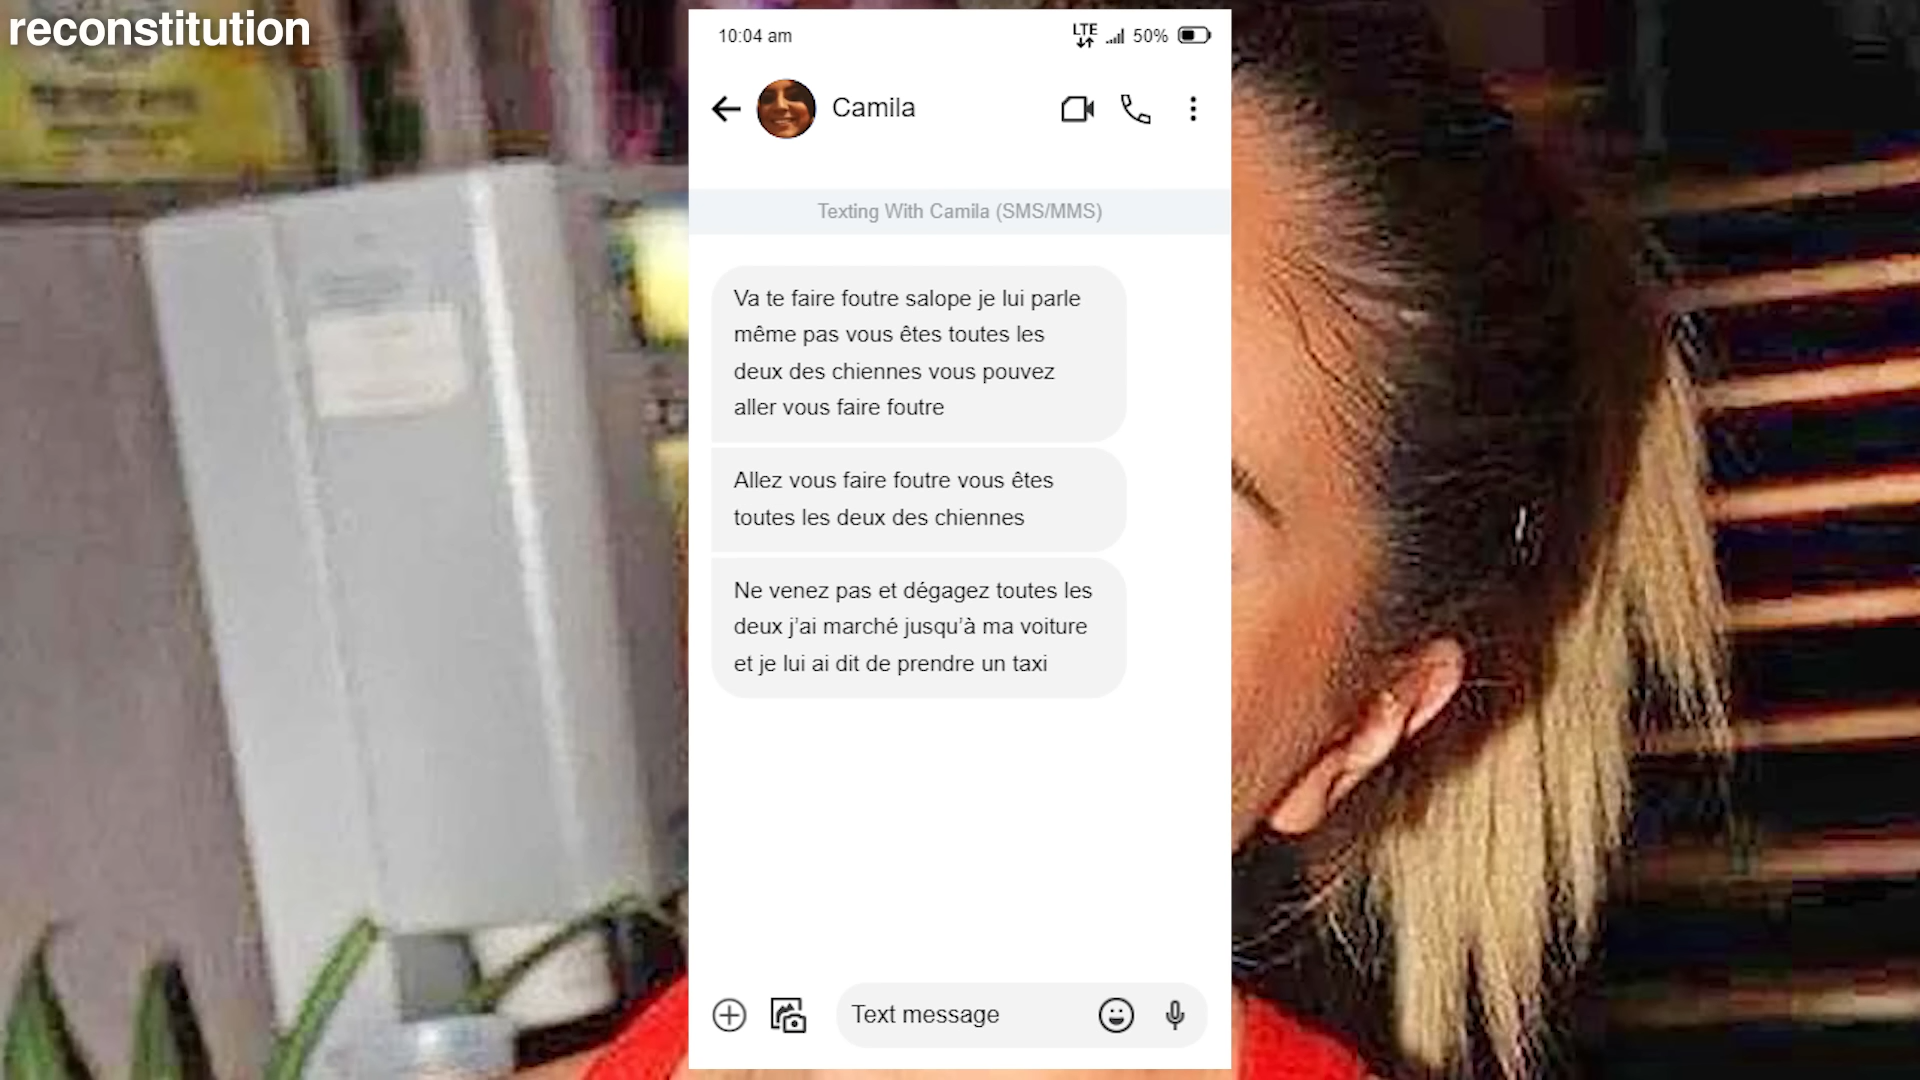 reconstitution
10:04 am
LTE
50%
Camila
Texting With Camila (SMS/MMS)
Va te faire foutre salope je lui parle
même pas vous êtes toutes les
deux des chiennes vous pouvez
aller vous faire foutre
Allez vous faire foutre vous êtes
toutes les deux des chiennes
Ne venez pas et dégagez toutes les
deux j’ai marché jusqu’à ma voiture
et je lui ai dit de prendre un taxi
Text message